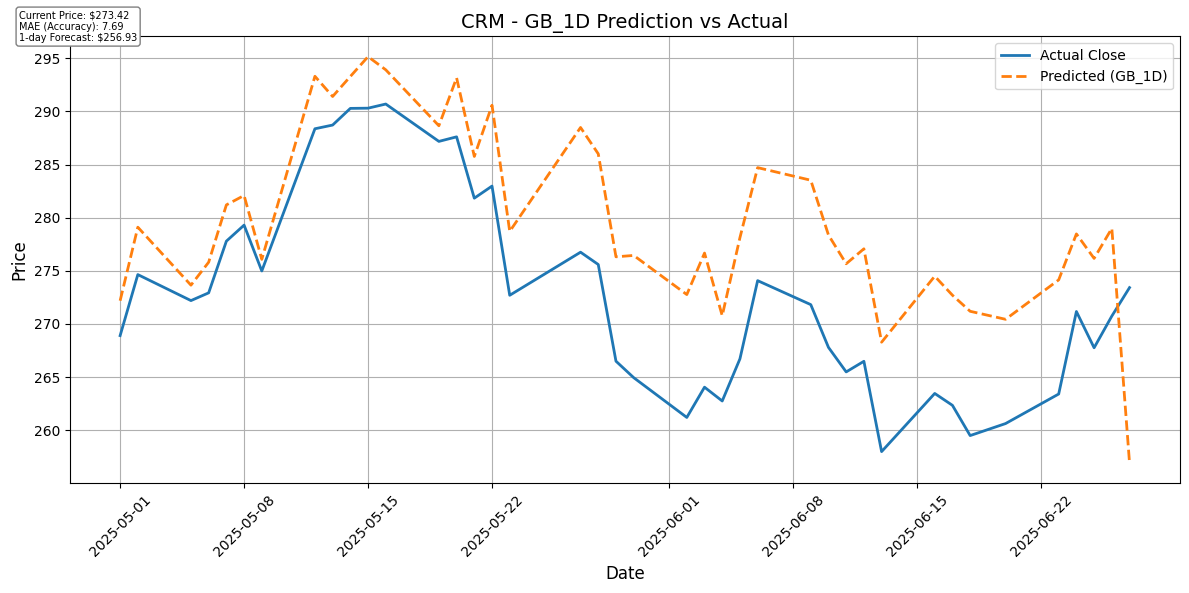 CRM - GB_1D Prediction vs Actual
Current Price: $273.42
MAE (Accuracy): 7.69
1-day Forecast: $256.93
Actual Close
Predicted (GB_1D)
Price
295
290
285
280
275
270
265
260
2025-05-01
2025-05-08
2025-05-15
2025-05-22
2025-06-01
2025-06-08
2025-06-15
2025-06-22
Date